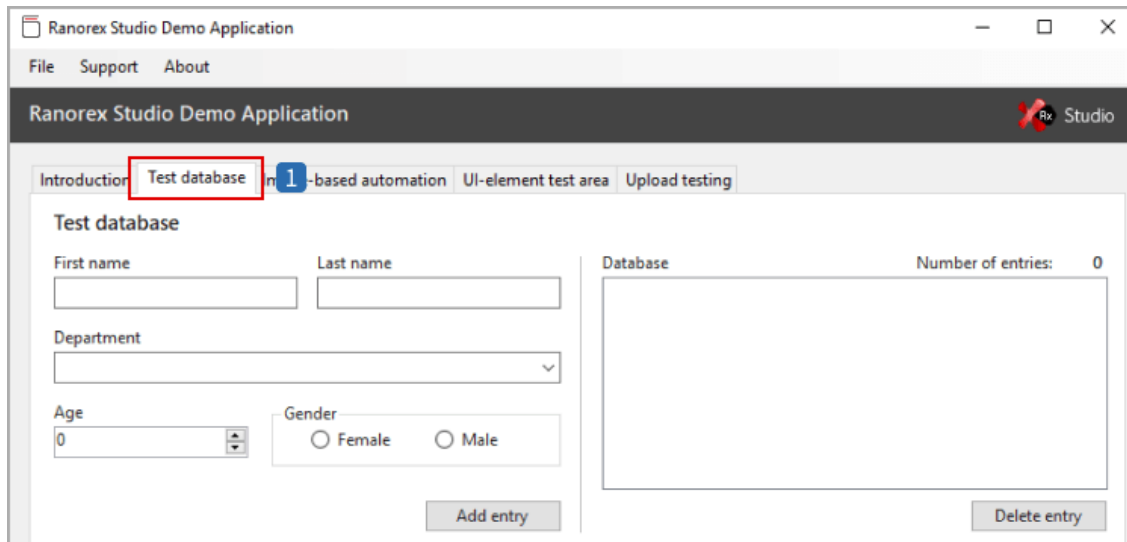 Ranorex Studio Demo Application
File Support About
Ranorex Studio Demo Application
Rx Studio
Introduction Test database 1 -based automation UI-element test area Upload testing
Test database
First name Last name Database Number of entries: 0
Department
Age Gender
0 Female Male
Add entry Delete entry